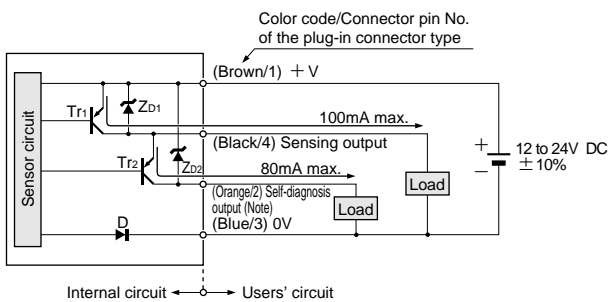 Color code/Connector pin No.
of the plug-in connector type
(Brown/1) +V
Tr1
ZD1
100mA max.
(Black/4) Sensing output
Sensor circuit
Tr2
ZD2
80mA max.
+
12 to 24V DC
±10%
−
Load
(Orange/2) Self-diagnosis
output (Note)
Load
D
(Blue/3) 0V
Internal circuit
Users' circuit